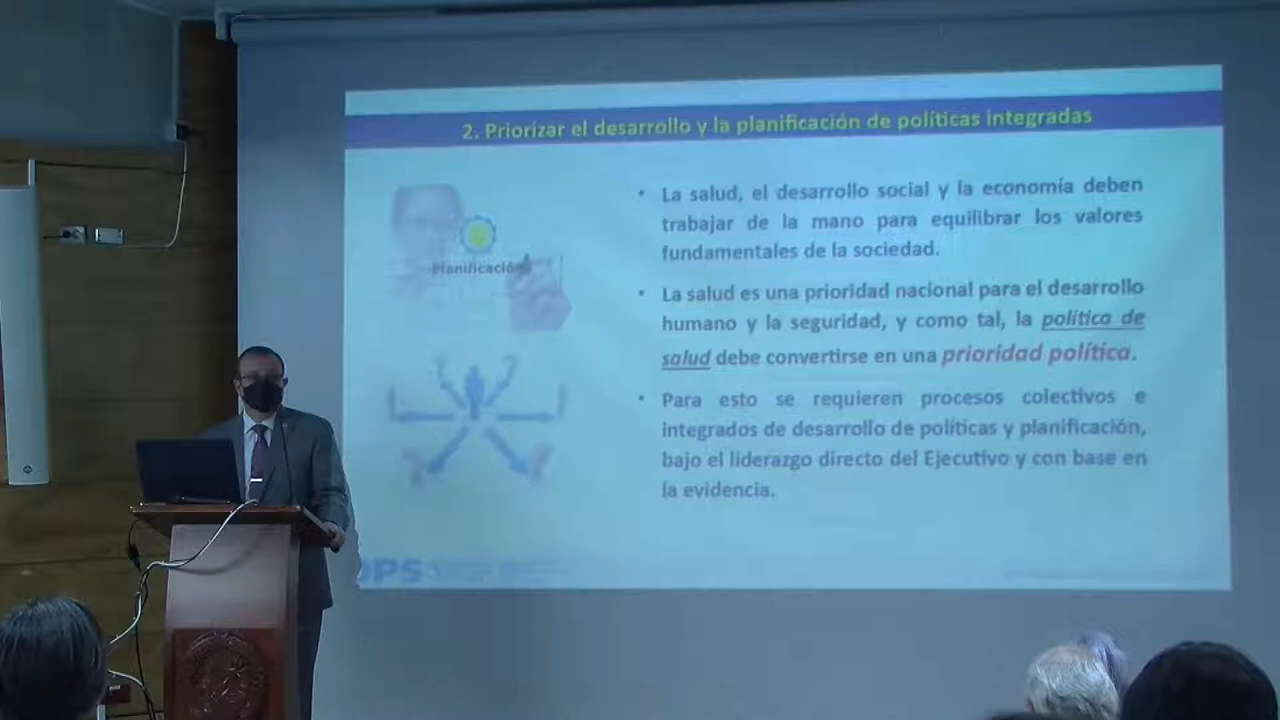 2. Priorizar el desarrollo y la planificación de políticas integradas
• La salud, el desarrollo social y la economía deben
trabajar de la mano para equilibrar los valores
fundamentales de la sociedad.
• La salud es una prioridad nacional para el desarrollo
humano y la seguridad, y como tal, la política de
salud debe convertirse en una prioridad política.
• Para esto se requieren procesos colectivos e
integrados de desarrollo de políticas y planificación,
bajo el liderazgo directo del Ejecutivo y con base en
la evidencia.
Planificación
OPS